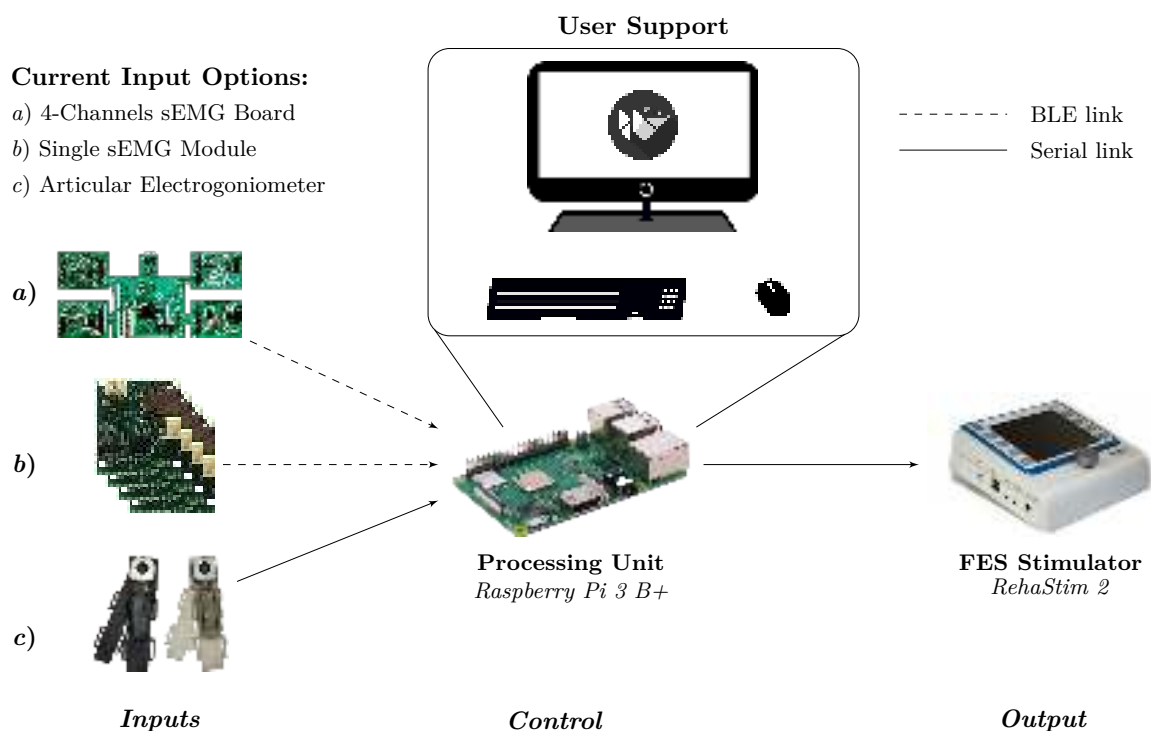 User Support
Current Input Options:
a) 4-Channels sEMG Board
b) Single sEMG Module
c) Articular Electrogoniometer
BLE link
Serial link
a)
b)
c)
Processing Unit
Raspberry Pi 3 B+
FES Stimulator
RehaStim 2
Inputs
Control
Output